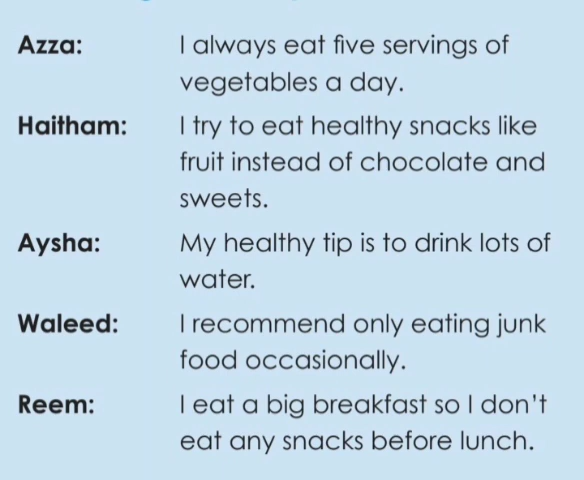 Azza: I always eat five servings of
vegetables a day.
Haitham: I try to eat healthy snacks like
fruit instead of chocolate and
sweets.
Aysha: My healthy tip is to drink lots of
water.
Waleed: I recommend only eating junk
food occasionally.
Reem: I eat a big breakfast so I don't
eat any snacks before lunch.